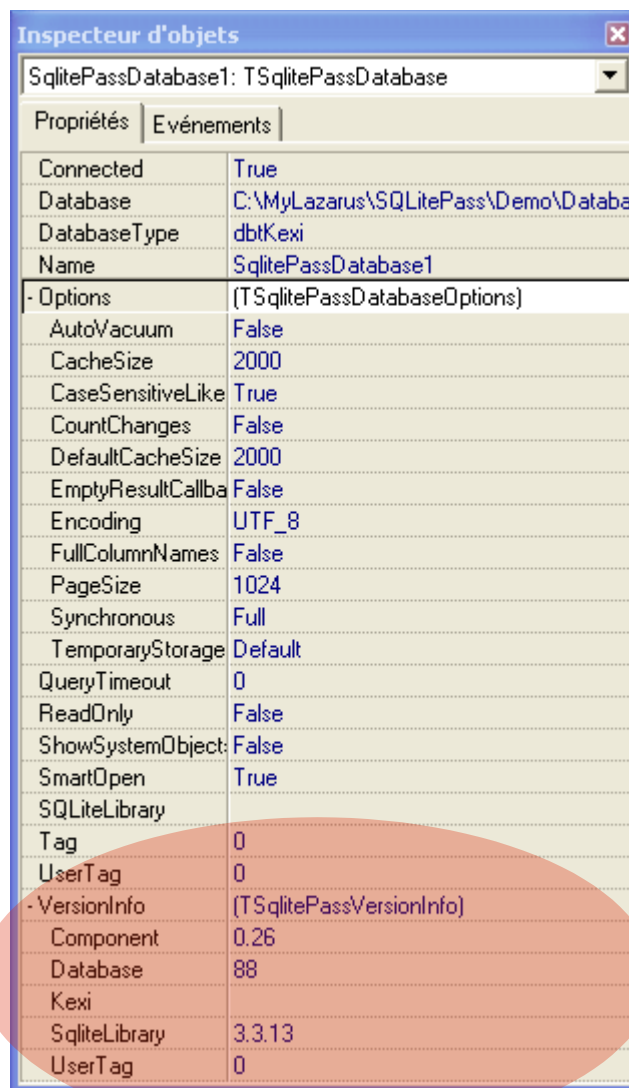 Inspecteur d'objets
SqlitePassDatabase1: TSqlitePassDatabase
Propriétés Evénements
Connected True
Database C:\MyLazarus\SQLitePass\Demo\Databa
DatabaseType dbtKexi
Name SqlitePassDatabase1
- Options (TSqlitePassDatabaseOptions)
AutoVacuum False
CacheSize 2000
CaseSensitiveLike True
CountChanges False
DefaultCacheSize 2000
EmptyResultCallba False
Encoding UTF_8
FullColumnNames False
PageSize 1024
Synchronous Full
TemporaryStorage Default
QueryTimeout 0
ReadOnly False
ShowSystemObject False
SmartOpen True
SQLiteLibrary
Tag 0
UserTag 0
- VersionInfo (TSqlitePassVersionInfo)
Component 0.26
Database 88
Kexi
SqliteLibrary 3.3.13
UserTag 0